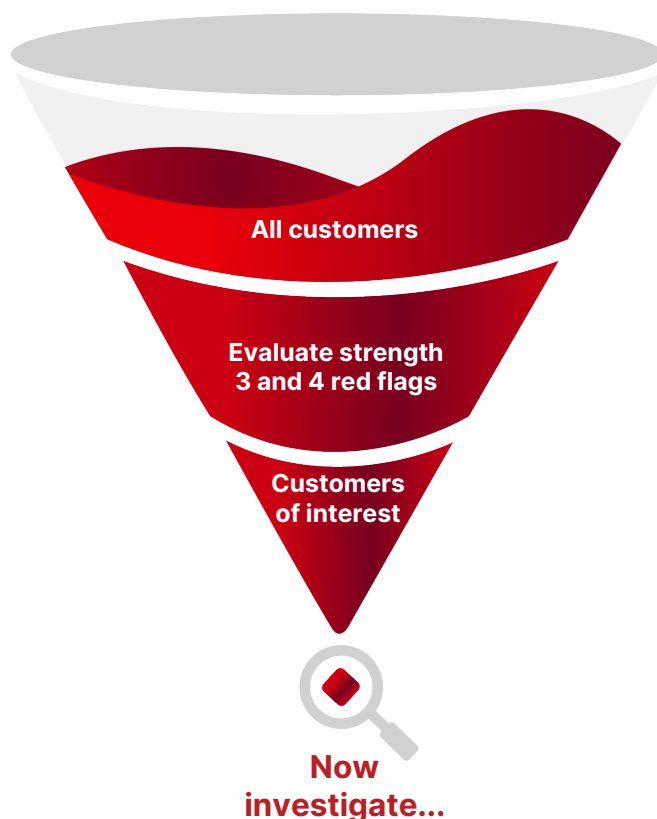 All customers
Evaluate strength
3 and 4 red flags
Customers
of interest
Now
investigate...